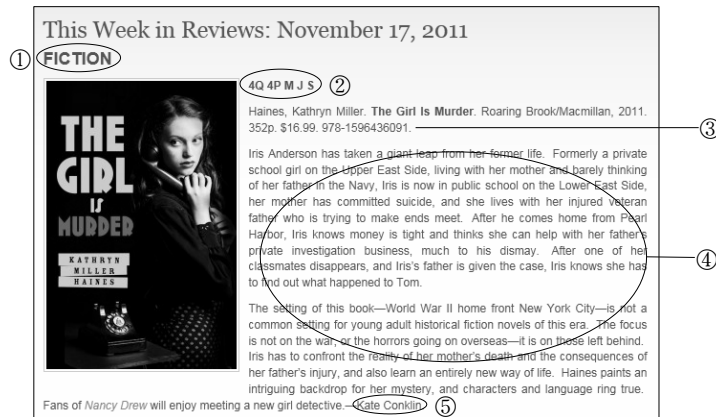 This Week in Reviews: November 17, 2011
① FICTION
4Q 4P M J S ②
THE
GIRL
IS
MURDER
KATHRYN
MILLER
HAINES
Haines, Kathryn Miller. The Girl Is Murder. Roaring Brook/Macmillan, 2011.
352p. $16.99. 978-1596436091. ③
Iris Anderson has taken a giant leap from her former life. Formerly a private
school girl on the Upper East Side, living with her mother and barely thinking
of her father in the Navy, Iris is now in public school on the Lower East Side,
her mother has committed suicide, and she lives with her injured veteran
father who is trying to make ends meet. After he comes home from Pearl
Harbor, Iris knows money is tight and thinks she can help with her father's
private investigation business, much to his dismay. After one of her ④
classmates disappears, and Iris's father is given the case, Iris knows she has
to find out what happened to Tom.
The setting of this book—World War II home front New York City—is not a
common setting for young adult historical fiction novels of this era. The focus
is not on the war, or the horrors going on overseas—it is on those left behind.
Iris has to confront the reality of her mother's death and the consequences of
her father's injury, and also learn an entirely new way of life. Haines paints an
intriguing backdrop for her mystery, and characters and language ring true.
Fans of Nancy Drew will enjoy meeting a new girl detective.—Kate Conklin ⑤